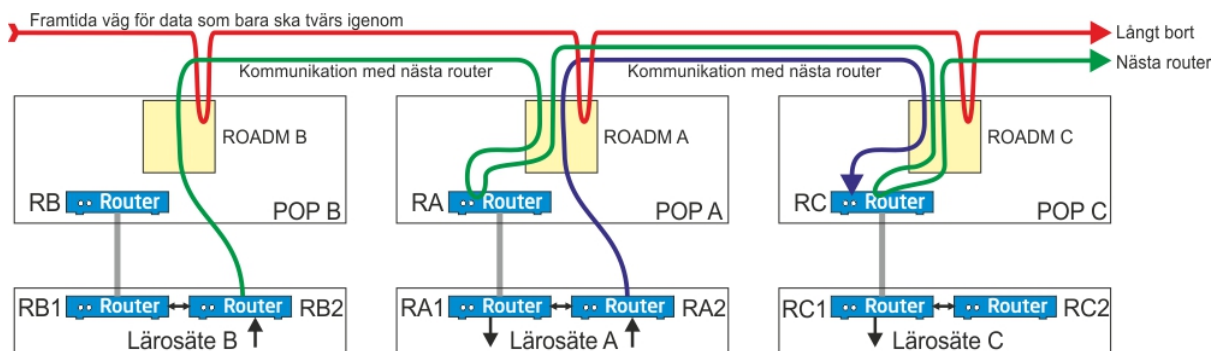 Framtida väg för data som bara ska tvärs igenom
Långt bort
Nästa router
Kommunikation med nästa router
Kommunikation med nästa router
ROADM B
ROADM A
ROADM C
RB
Router
POP B
RA
Router
POP A
RC
Router
POP C
RB1
Router
Router
RB2
RA1
Router
Router
RA2
RC1
Router
Router
RC2
Lärosäte B
Lärosäte A
Lärosäte C